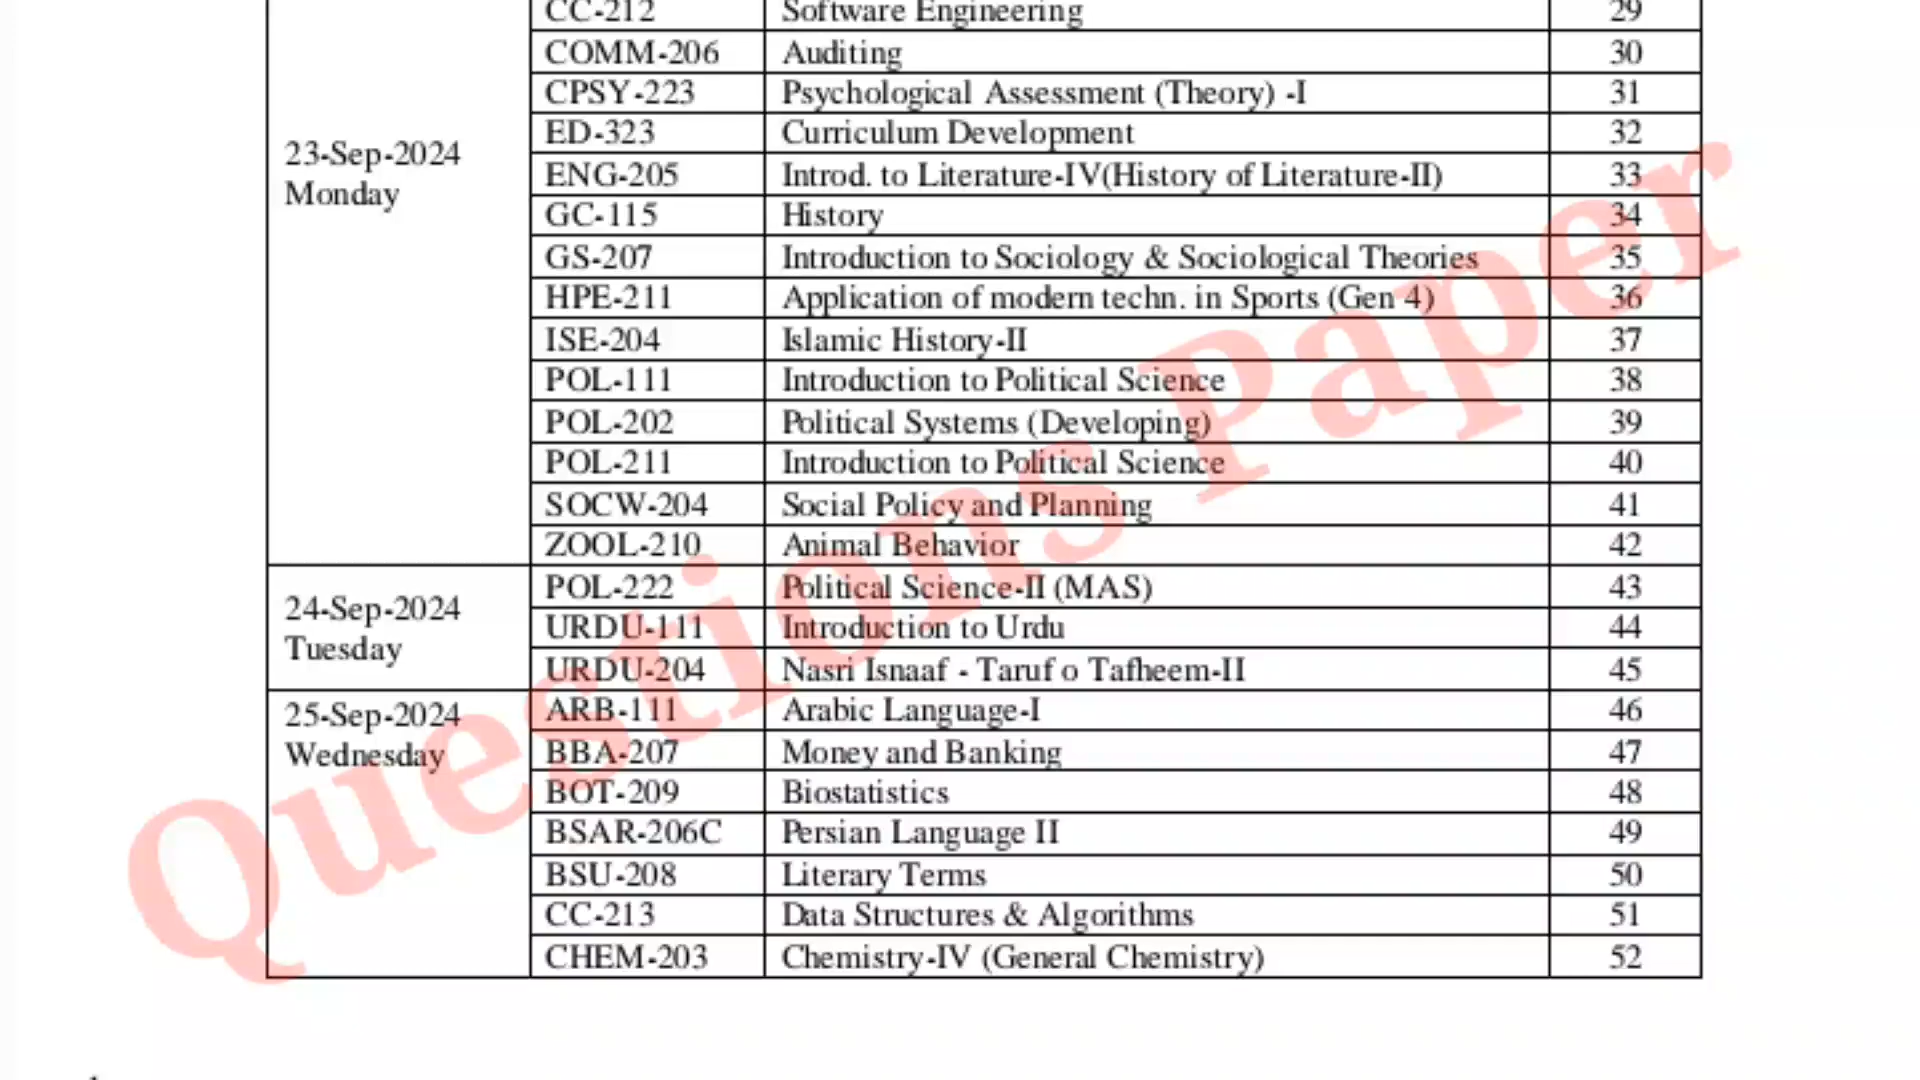 CC-212 Software Engineering 29
COMM-206 Auditing 30
CPSY-223 Psychological Assessment (Theory) -I 31
ED-323 Curriculum Development 32
23-Sep-2024
Monday
ENG-205 Introd. to Literature-IV(History of Literature-II) 33
GC-115 History 34
GS-207 Introduction to Sociology & Sociological Theories 35
HPE-211 Application of modern techn. in Sports (Gen 4) 36
ISE-204 Islamic History-II 37
POL-111 Introduction to Political Science 38
POL-202 Political Systems (Developing) 39
POL-211 Introduction to Political Science 40
SOCW-204 Social Policy and Planning 41
ZOOL-210 Animal Behavior 42
24-Sep-2024
Tuesday
POL-222 Political Science-II (MAS) 43
URDU-111 Introduction to Urdu 44
URDU-204 Nasri Isnaaf - Taruf o Tafheem-II 45
25-Sep-2024
Wednesday
ARB-111 Arabic Language-I 46
BBA-207 Money and Banking 47
BOT-209 Biostatistics 48
BSAR-206C Persian Language II 49
BSU-208 Literary Terms 50
CC-213 Data Structures & Algorithms 51
CHEM-203 Chemistry-IV (General Chemistry) 52
Questions Paper